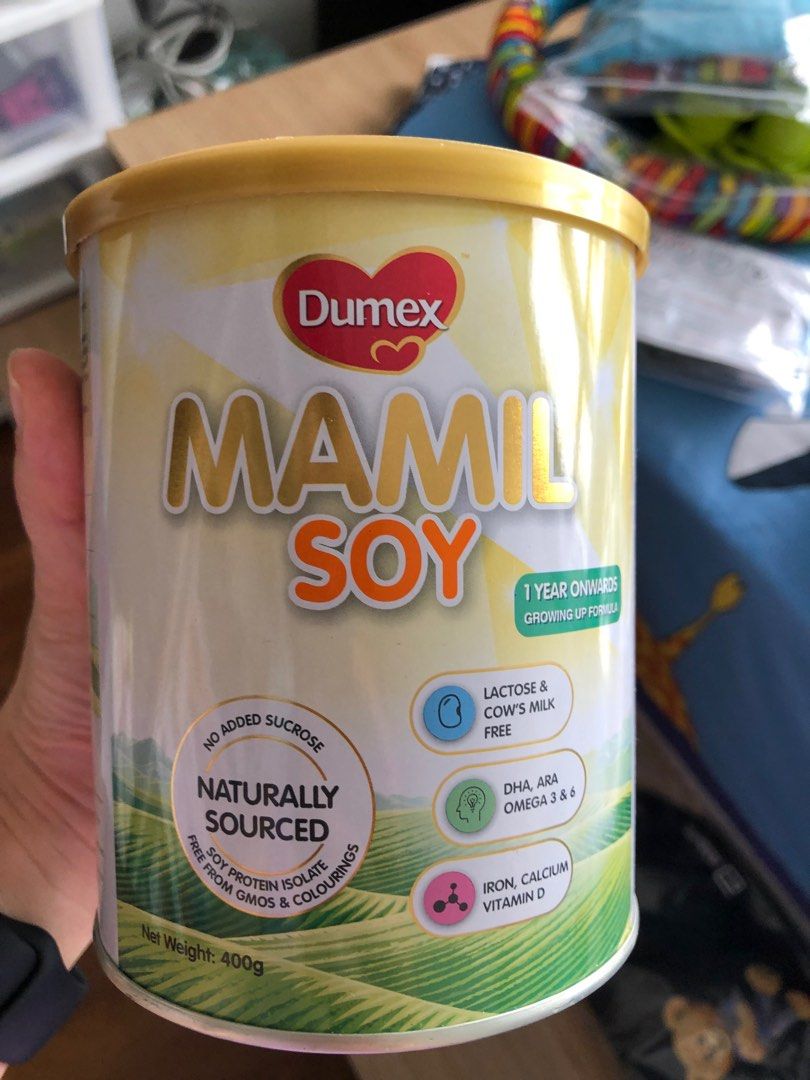 Dumex™
MAMIL
SOY
1 YEAR ONWARDS
GROWING UP FORMULA
LACTOSE &
COW'S MILK
FREE
DHA, ARA
OMEGA 3 & 6
IRON, CALCIUM
VITAMIN D
NO ADDED SUCROSE
NATURALLY
SOURCED
SOY PROTEIN ISOLATE
FREE FROM GMOS & COLOURINGS
Net Weight: 400g